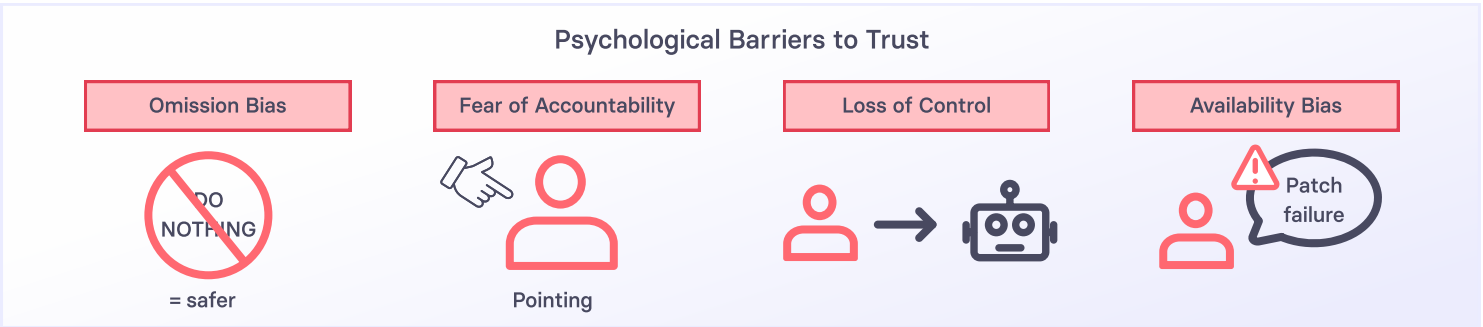 Psychological Barriers to Trust
Omission Bias
Fear of Accountability
Loss of Control
Availability Bias
DO
NOTHING
= safer
Pointing
Patch
failure